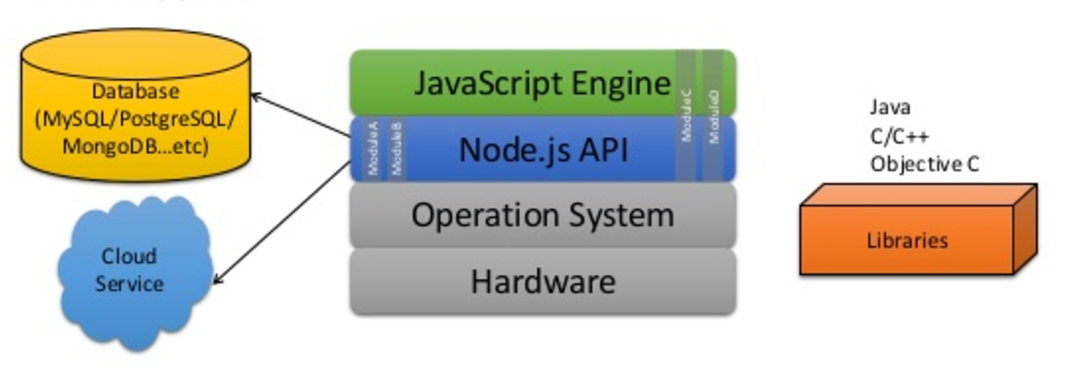 Database
(MySQL/PostgreSQL/
MongoDB...etc)
Cloud
Service
JavaScript Engine
Node.js API
ModuleA
ModuleB
ModuleC
ModuleD
Operation System
Hardware
Java
C/C++
Objective C
Libraries